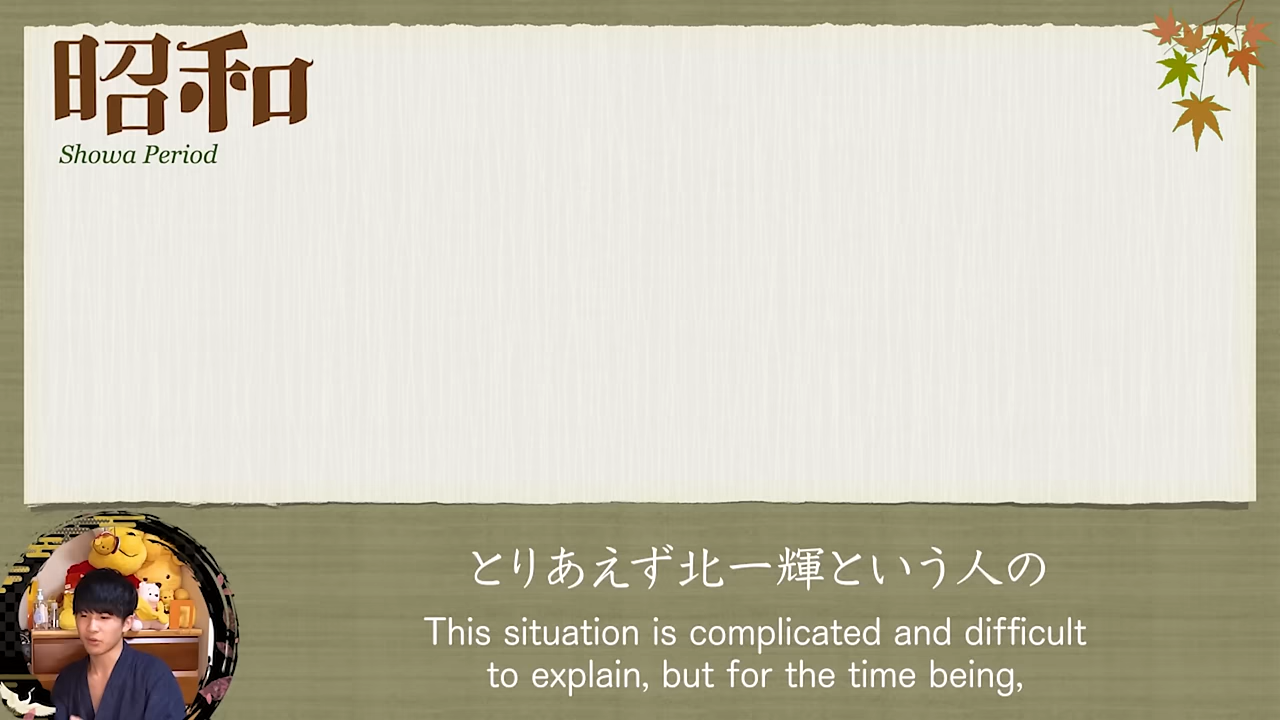 昭和
Showa Period
とりあえず北一輝という人の
This situation is complicated and difficult
to explain, but for the time being,